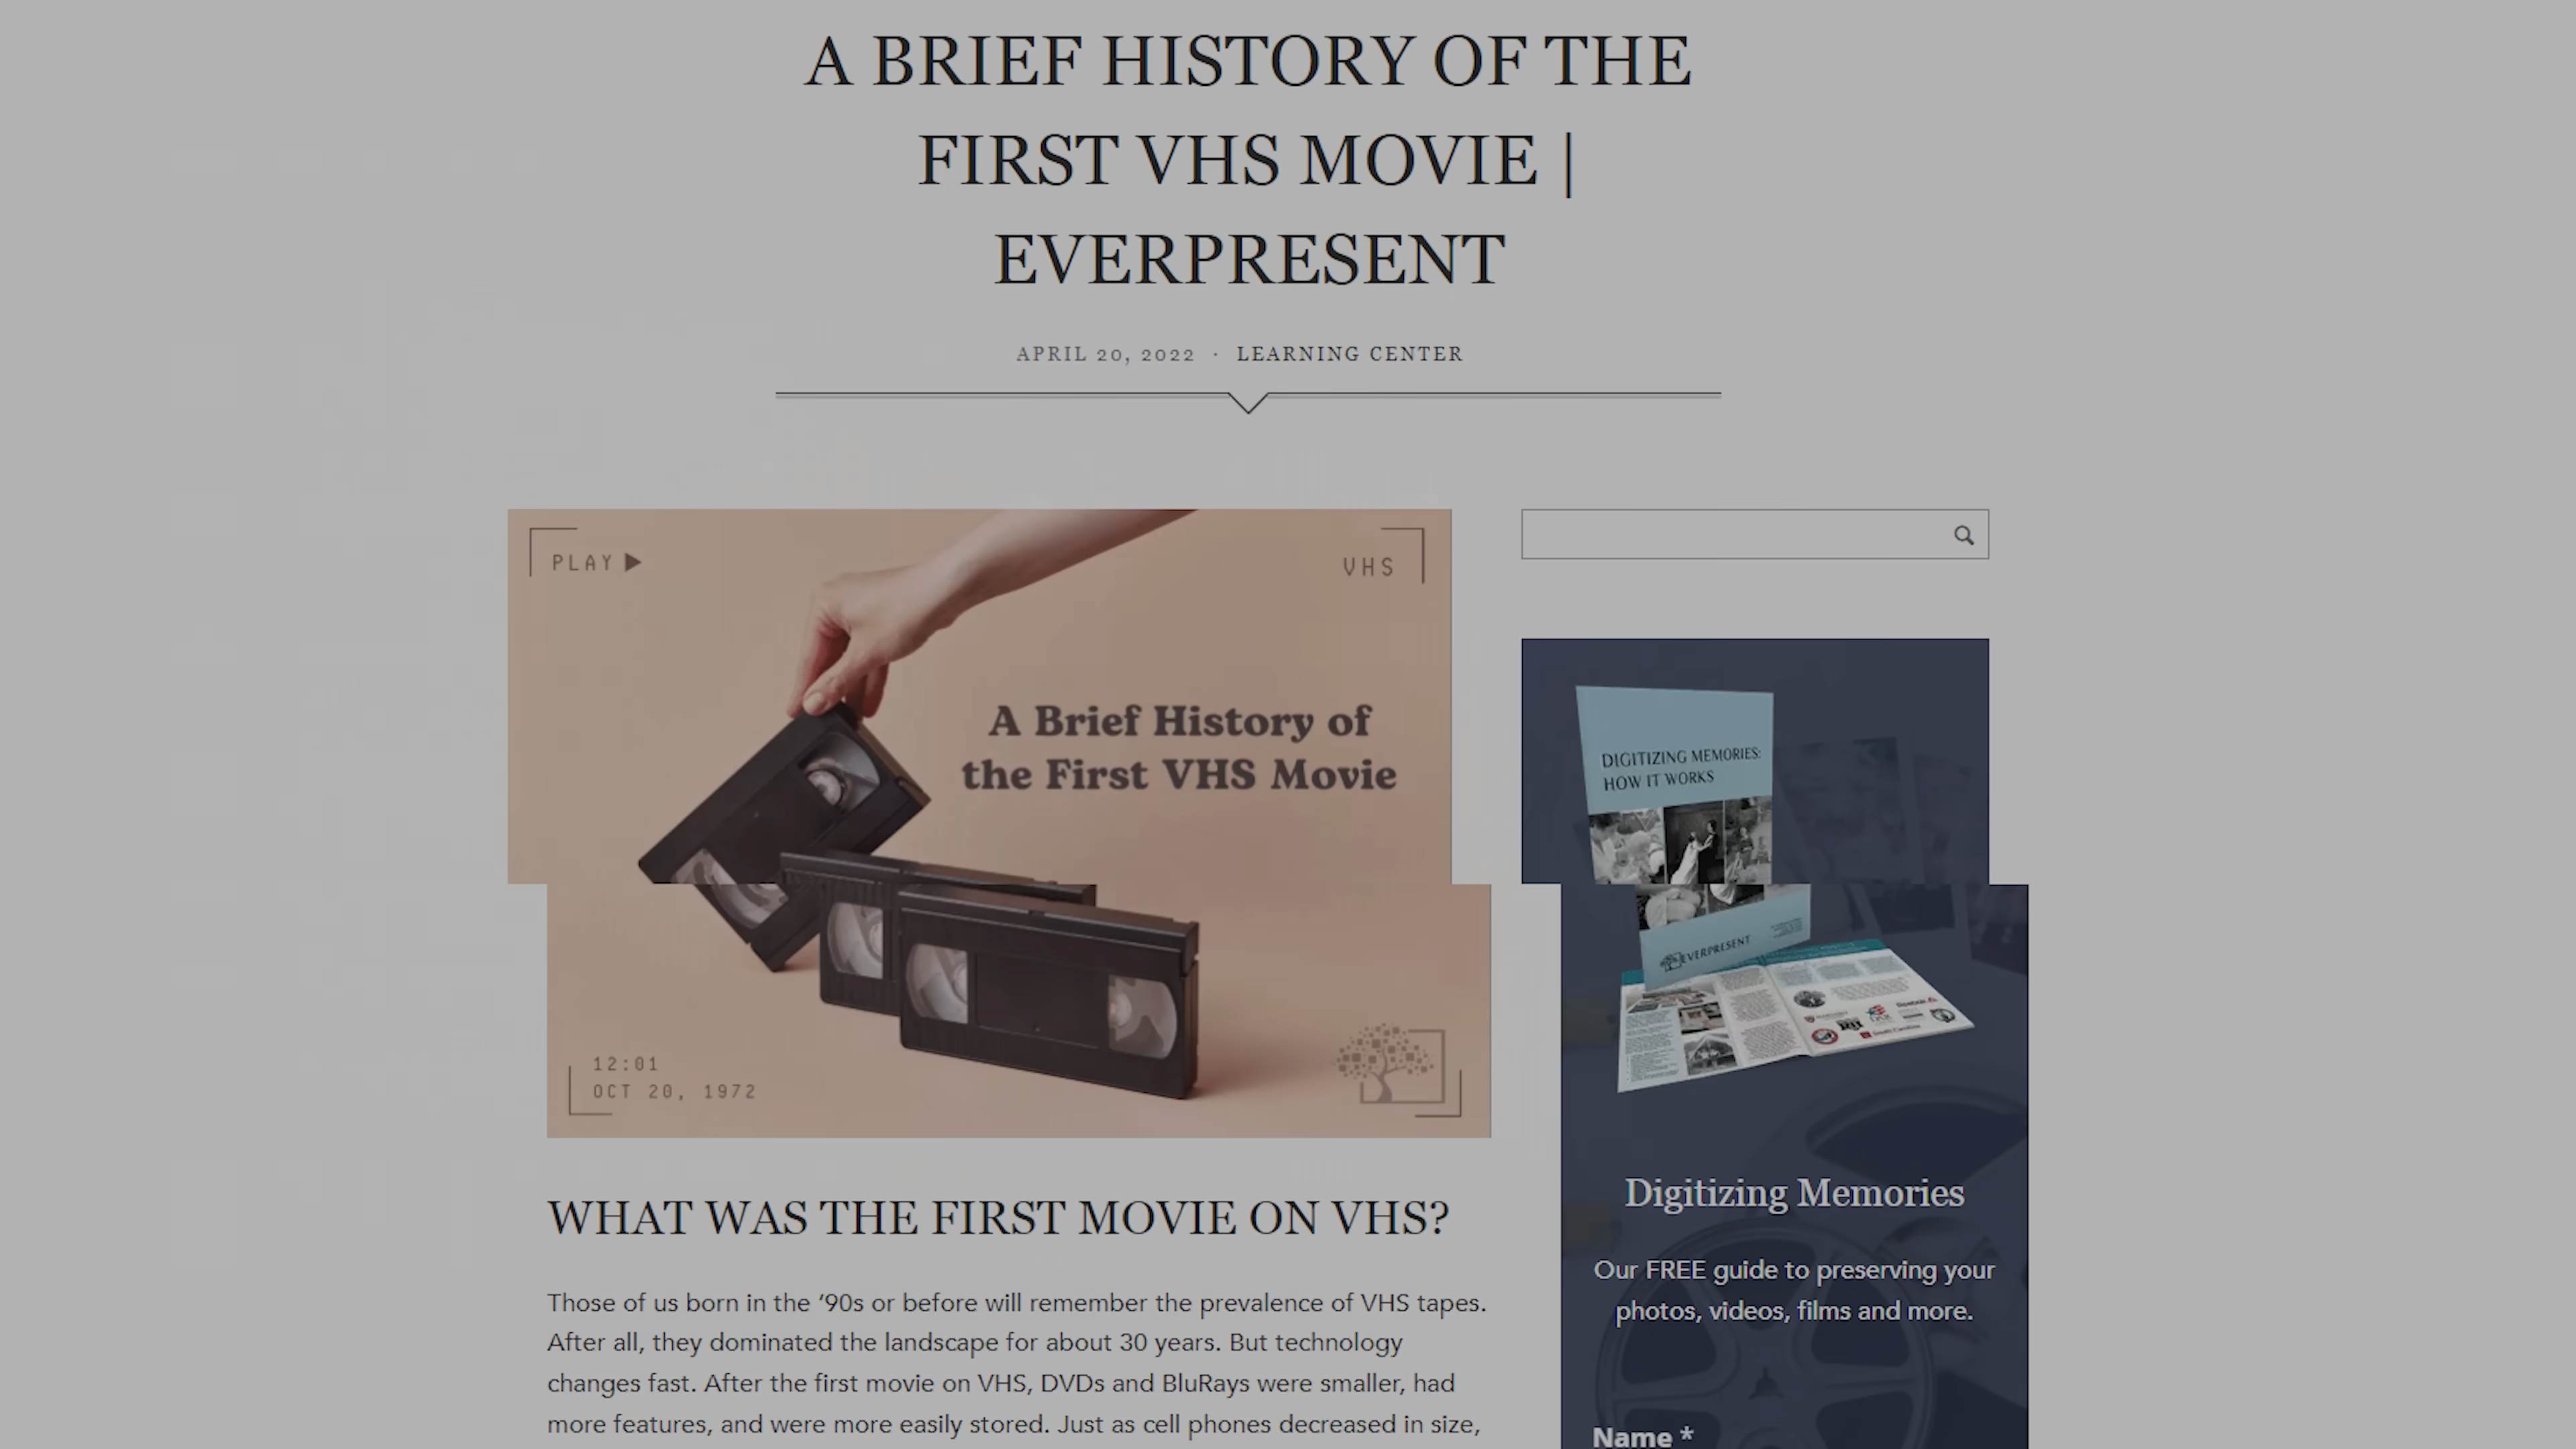 A BRIEF HISTORY OF THE
FIRST VHS MOVIE |
EVERPRESENT
APRIL 20, 2022 · LEARNING CENTER
PLAY ▶
VHS
A Brief History of
the First VHS Movie
12:01
OCT 20, 1972
DIGITIZING MEMORIES:
HOW IT WORKS
EVERPRESENT
Digitizing Memories
Our FREE guide to preserving your
photos, videos, films and more.
Name *
WHAT WAS THE FIRST MOVIE ON VHS?
Those of us born in the ’90s or before will remember the prevalence of VHS tapes.
After all, they dominated the landscape for about 30 years. But technology
changes fast. After the first movie on VHS, DVDs and BluRays were smaller, had
more features, and were more easily stored. Just as cell phones decreased in size,